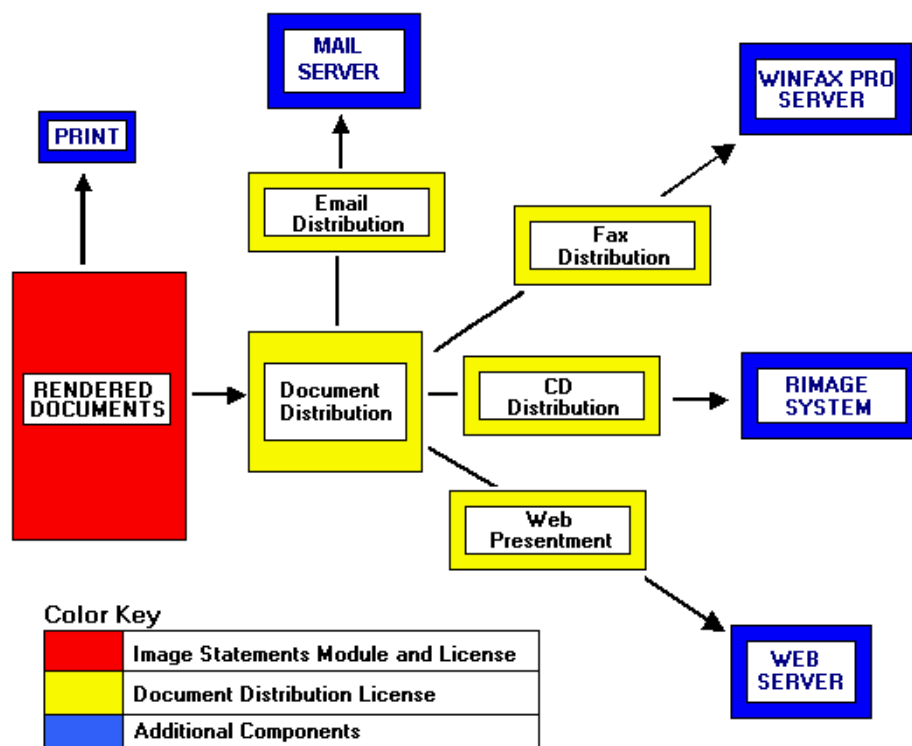 MAIL
SERVER
WINFAX PRO
SERVER
PRINT
Email
Distribution
Fax
Distribution
RENDERED
DOCUMENTS
Document
Distribution
CD
Distribution
RIMAGE
SYSTEM
Web
Presentment
WEB
SERVER
Color Key
Image Statements Module and License
Document Distribution License
Additional Components